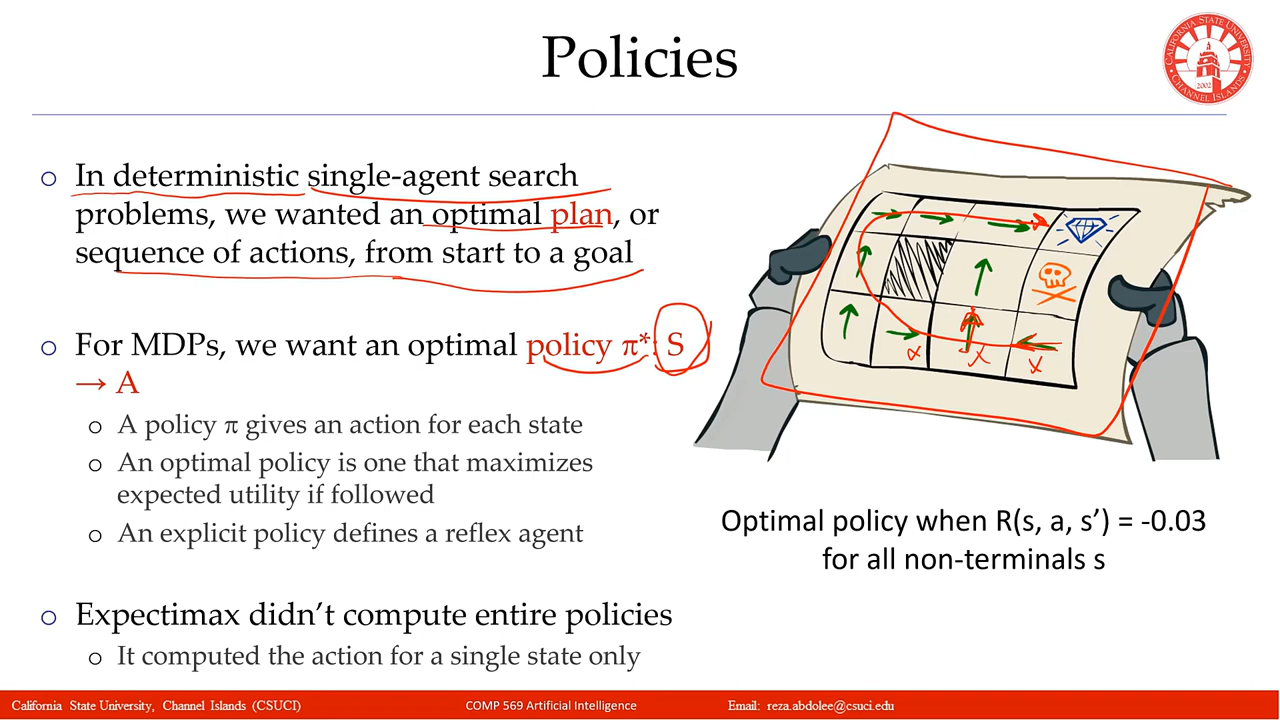 Policies
CALIFORNIA STATE UNIVERSITY
CHANNEL ISLANDS
2002
○ In deterministic single-agent search
problems, we wanted an optimal plan, or
sequence of actions, from start to a goal
○ For MDPs, we want an optimal policy π*: S
→ A
○ A policy π gives an action for each state
○ An optimal policy is one that maximizes
expected utility if followed
○ An explicit policy defines a reflex agent
○ Expectimax didn’t compute entire policies
○ It computed the action for a single state only
x x
Optimal policy when R(s, a, s’) = -0.03
for all non-terminals s
California State University, Channel Islands (CSUCI) COMP 569 Artificial Intelligence Email: reza.abdolee@csuci.edu